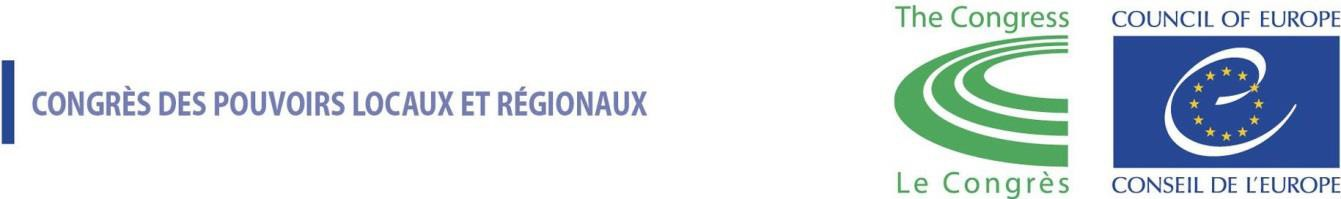 CONGRÈS DES POUVOIRS LOCAUX ET RÉGIONAUX
The Congress
Le Congrès
COUNCIL OF EUROPE
CONSEIL DE L'EUROPE